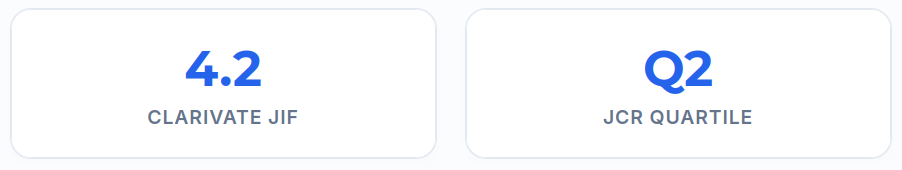 4.2
CLARIVATE JIF
Q2
JCR QUARTILE